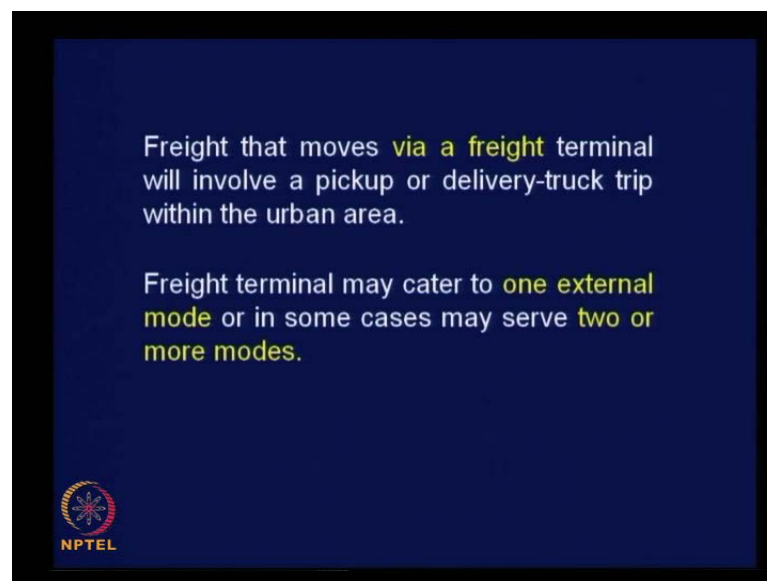 Freight that moves via a freight terminal
will involve a pickup or delivery-truck trip
within the urban area.
Freight terminal may cater to one external
mode or in some cases may serve two or
more modes.
NPTEL